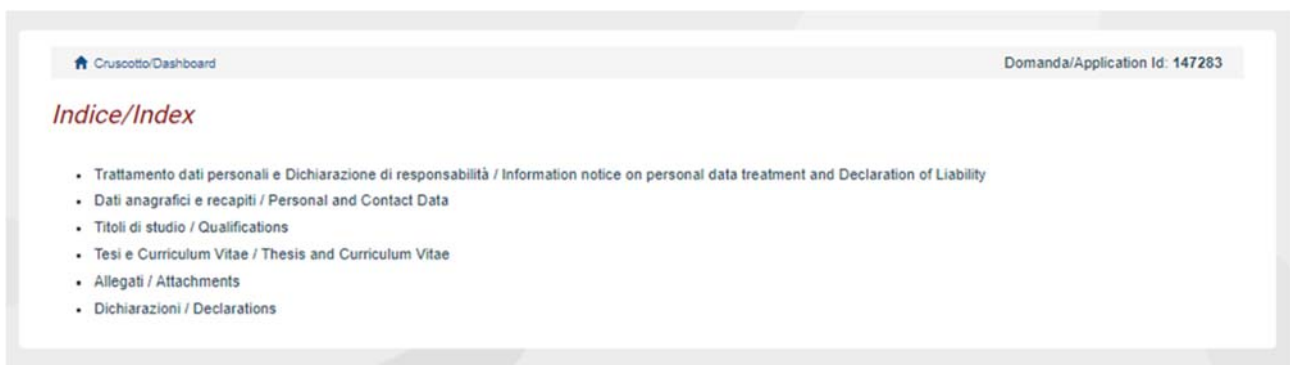 Cruscotto/Dashboard
Domanda/Application Id: 147283
Indice/Index
Trattamento dati personali e Dichiarazione di responsabilità / Information notice on personal data treatment and Declaration of Liability
Dati anagrafici e recapiti / Personal and Contact Data
Titoli di studio / Qualifications
Tesi e Curriculum Vitae / Thesis and Curriculum Vitae
Allegati / Attachments
Dichiarazioni / Declarations